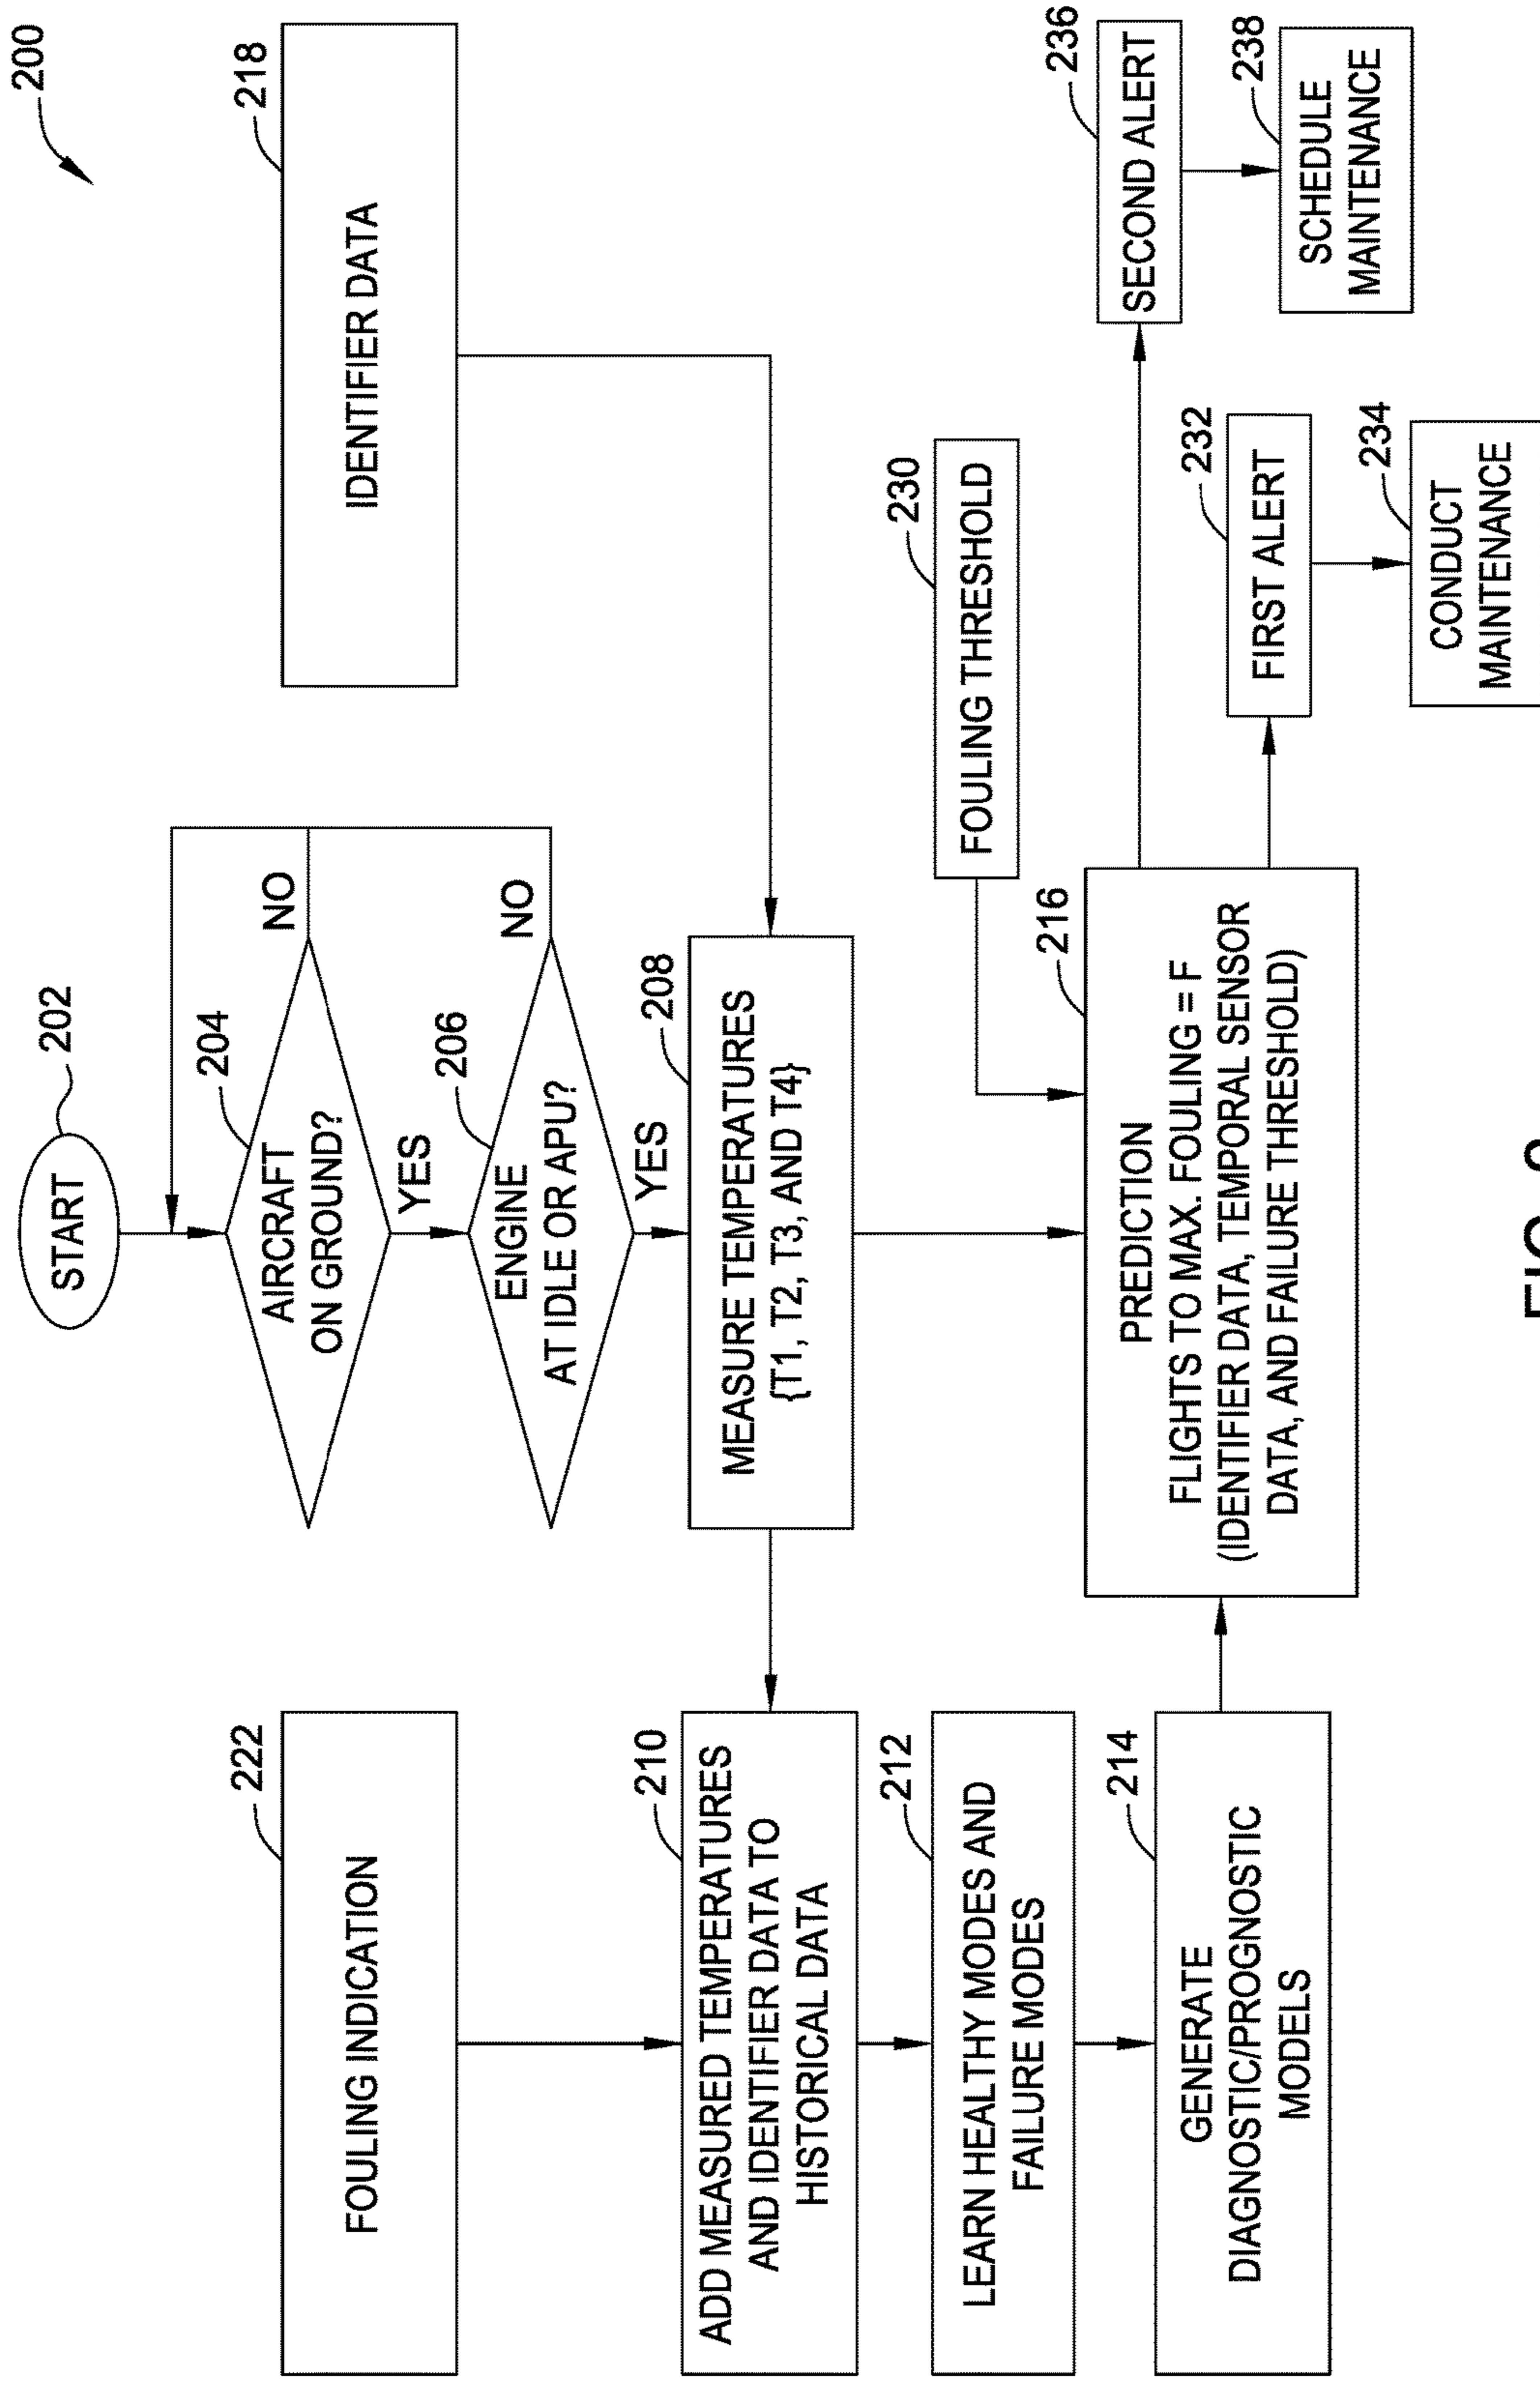 200
START
202
AIRCRAFT
ON GROUND?
204
NO
YES
ENGINE
AT IDLE OR APU?
206
NO
YES
FOULING INDICATION
222
IDENTIFIER DATA
218
MEASURE TEMPERATURES
{T1, T2, T3, AND T4}
208
ADD MEASURED TEMPERATURES
AND IDENTIFIER DATA TO
HISTORICAL DATA
210
LEARN HEALTHY MODES AND
FAILURE MODES
212
GENERATE
DIAGNOSTIC/PROGNOSTIC
MODELS
214
FOULING THRESHOLD
230
PREDICTION
FLIGHTS TO MAX. FOULING = F
(IDENTIFIER DATA, TEMPORAL SENSOR
DATA, AND FAILURE THRESHOLD)
216
SECOND ALERT
236
SCHEDULE
MAINTENANCE
238
FIRST ALERT
232
CONDUCT
MAINTENANCE
234